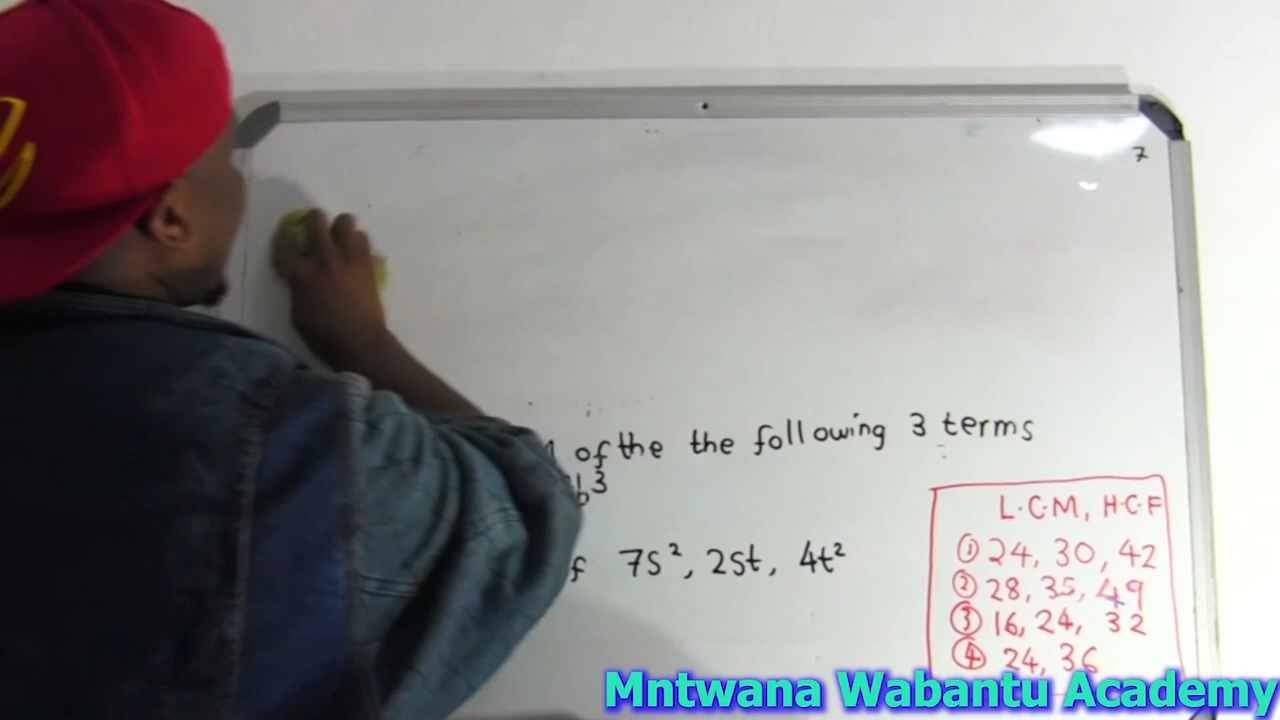 7
of the the following 3 terms
b³
f 7s², 2st, 4t²
L.C.M, H.C.F
① 24, 30, 42
② 28, 35, 49
③ 16, 24, 32
④ 24, 36
Mntwana Wabantu Academy